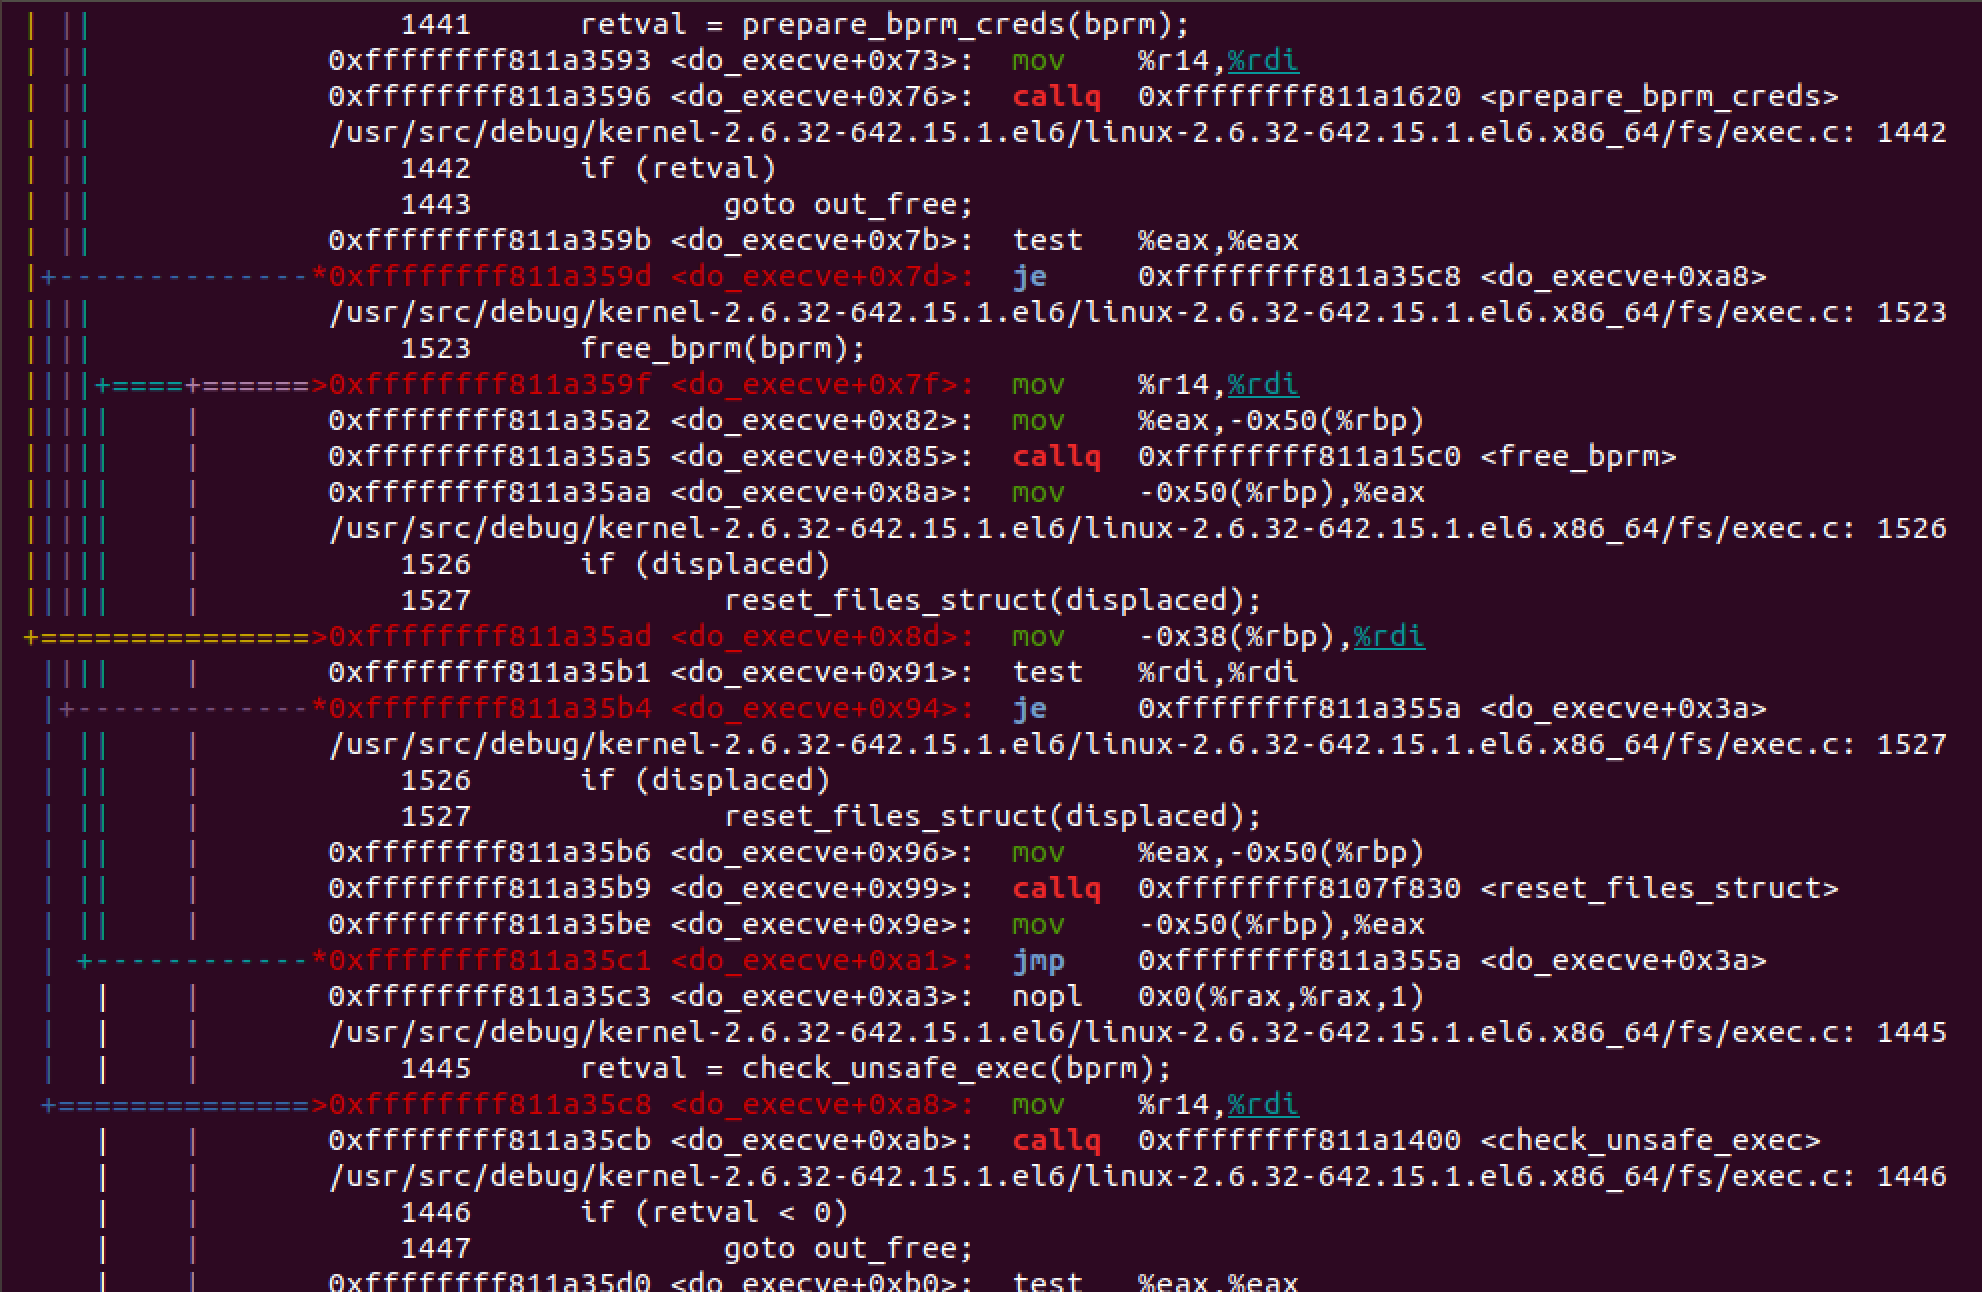 1441      retval = prepare_bprm_creds(bprm);
0xffffffff811a3593 <do_execve+0x73>:  mov    %r14,%rdi
0xffffffff811a3596 <do_execve+0x76>:  callq  0xffffffff811a1620 <prepare_bprm_creds>
/usr/src/debug/kernel-2.6.32-642.15.1.el6/linux-2.6.32-642.15.1.el6.x86_64/fs/exec.c: 1442
1442      if (retval)
1443              goto out_free;
0xffffffff811a359b <do_execve+0x7b>:  test   %eax,%eax
|+--------------*0xffffffff811a359d <do_execve+0x7d>:  je     0xffffffff811a35c8 <do_execve+0xa8>
/usr/src/debug/kernel-2.6.32-642.15.1.el6/linux-2.6.32-642.15.1.el6.x86_64/fs/exec.c: 1523
1523      free_bprm(bprm);
||||+====+======>0xffffffff811a359f <do_execve+0x7f>:  mov    %r14,%rdi
0xffffffff811a35a2 <do_execve+0x82>:  mov    %eax,-0x50(%rbp)
0xffffffff811a35a5 <do_execve+0x85>:  callq  0xffffffff811a15c0 <free_bprm>
0xffffffff811a35aa <do_execve+0x8a>:  mov    -0x50(%rbp),%eax
/usr/src/debug/kernel-2.6.32-642.15.1.el6/linux-2.6.32-642.15.1.el6.x86_64/fs/exec.c: 1526
1526      if (displaced)
1527              reset_files_struct(displaced);
+===============>0xffffffff811a35ad <do_execve+0x8d>:  mov    -0x38(%rbp),%rdi
0xffffffff811a35b1 <do_execve+0x91>:  test   %rdi,%rdi
|+-------------*0xffffffff811a35b4 <do_execve+0x94>:  je     0xffffffff811a355a <do_execve+0x3a>
/usr/src/debug/kernel-2.6.32-642.15.1.el6/linux-2.6.32-642.15.1.el6.x86_64/fs/exec.c: 1527
1526      if (displaced)
1527              reset_files_struct(displaced);
0xffffffff811a35b6 <do_execve+0x96>:  mov    %eax,-0x50(%rbp)
0xffffffff811a35b9 <do_execve+0x99>:  callq  0xffffffff8107f830 <reset_files_struct>
0xffffffff811a35be <do_execve+0x9e>:  mov    -0x50(%rbp),%eax
| +------------*0xffffffff811a35c1 <do_execve+0xa1>:  jmp    0xffffffff811a355a <do_execve+0x3a>
0xffffffff811a35c3 <do_execve+0xa3>:  nopl   0x0(%rax,%rax,1)
/usr/src/debug/kernel-2.6.32-642.15.1.el6/linux-2.6.32-642.15.1.el6.x86_64/fs/exec.c: 1445
1445      retval = check_unsafe_exec(bprm);
+==============>0xffffffff811a35c8 <do_execve+0xa8>:  mov    %r14,%rdi
0xffffffff811a35cb <do_execve+0xab>:  callq  0xffffffff811a1400 <check_unsafe_exec>
/usr/src/debug/kernel-2.6.32-642.15.1.el6/linux-2.6.32-642.15.1.el6.x86_64/fs/exec.c: 1446
1446      if (retval < 0)
1447              goto out_free;
0xffffffff811a35d0 <do_execve+0xb0>:  test   %eax,%eax